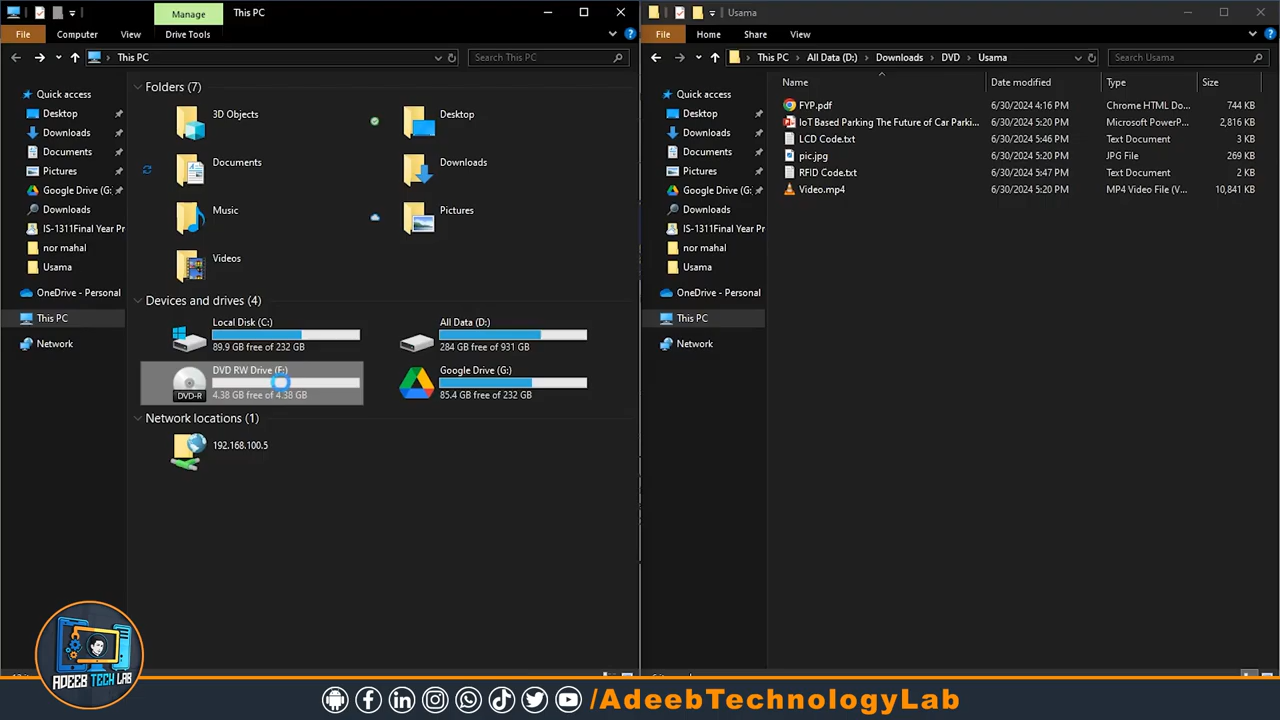 Manage
This PC
File
Computer
View
Drive Tools
This PC
Search This PC
Quick access
Desktop
Downloads
Documents
Pictures
Google Drive (G:
Downloads
IS-1311Final Year Pr
nor mahal
Usama
OneDrive - Personal
This PC
Network
Folders (7)
3D Objects
Desktop
Documents
Downloads
Music
Pictures
Videos
Devices and drives (4)
Local Disk (C:)
89.9 GB free of 232 GB
All Data (D:)
284 GB free of 931 GB
DVD RW Drive (F:)
4.38 GB free of 4.38 GB
DVD-R
Google Drive (G:)
85.4 GB free of 232 GB
Network locations (1)
192.168.100.5
Usama
File
Home
Share
View
This PC > All Data (D:) > Downloads > DVD > Usama
Search Usama
Quick access
Desktop
Downloads
Documents
Pictures
Google Drive (G:
Downloads
IS-1311Final Year Pr
nor mahal
Usama
OneDrive - Personal
This PC
Network
Name Date modified Type Size
FYP.pdf 6/30/2024 4:16 PM Chrome HTML Do... 744 KB
IoT Based Parking The Future of Car Parki... 6/30/2024 5:20 PM Microsoft PowerP... 2,816 KB
LCD Code.txt 6/30/2024 5:46 PM Text Document 3 KB
pic.jpg 6/30/2024 5:20 PM JPG File 269 KB
RFID Code.txt 6/30/2024 5:47 PM Text Document 2 KB
Video.mp4 6/30/2024 5:20 PM MP4 Video File (V... 10,841 KB
ADEEB TECH LAB
/AdeebTechnologyLab